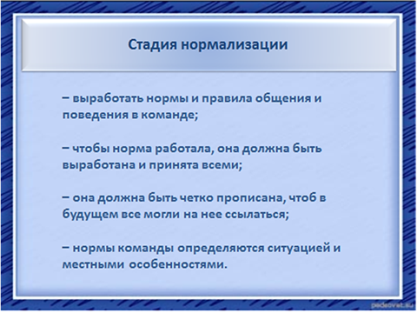 Стадия нормализации
– выработать нормы и правила общения и
поведения в команде;
– чтобы норма работала, она должна быть
выработана и принята всеми;
– она должна быть четко прописана, чтоб в
будущем все могли на нее ссылаться;
– нормы команды определяются ситуацией и
местными особенностями.